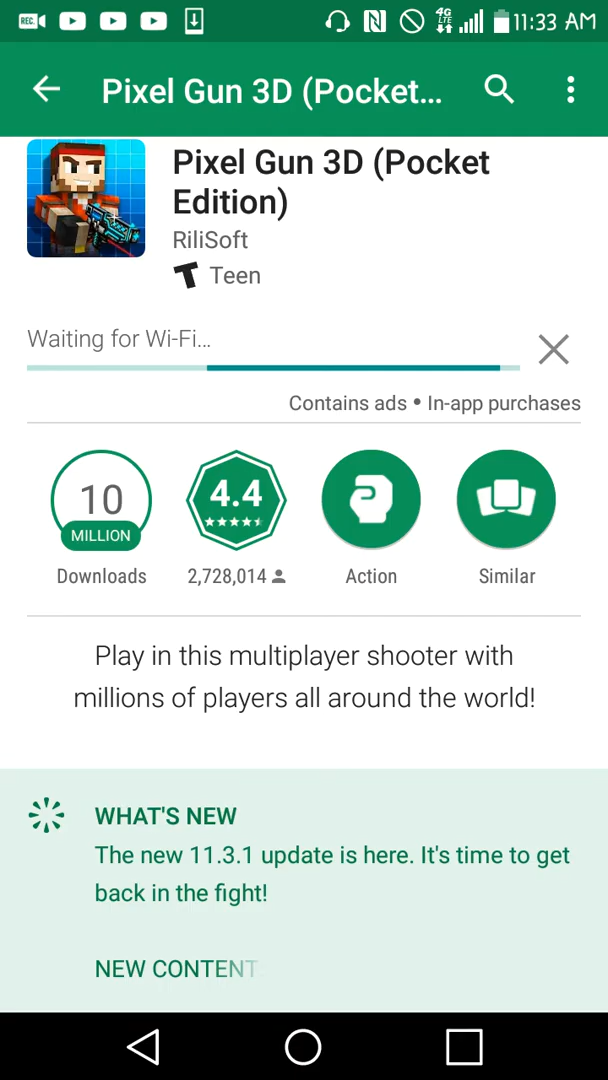 REC 4G LTE 11:33 AM
Pixel Gun 3D (Pocket...
Pixel Gun 3D (Pocket
Edition)
RiliSoft
T Teen
Waiting for Wi-Fi...
Contains ads • In-app purchases
10 4.4
MILLION
Downloads 2,728,014 Action Similar
Play in this multiplayer shooter with
millions of players all around the world!
WHAT'S NEW
The new 11.3.1 update is here. It's time to get
back in the fight!
NEW CONTENT